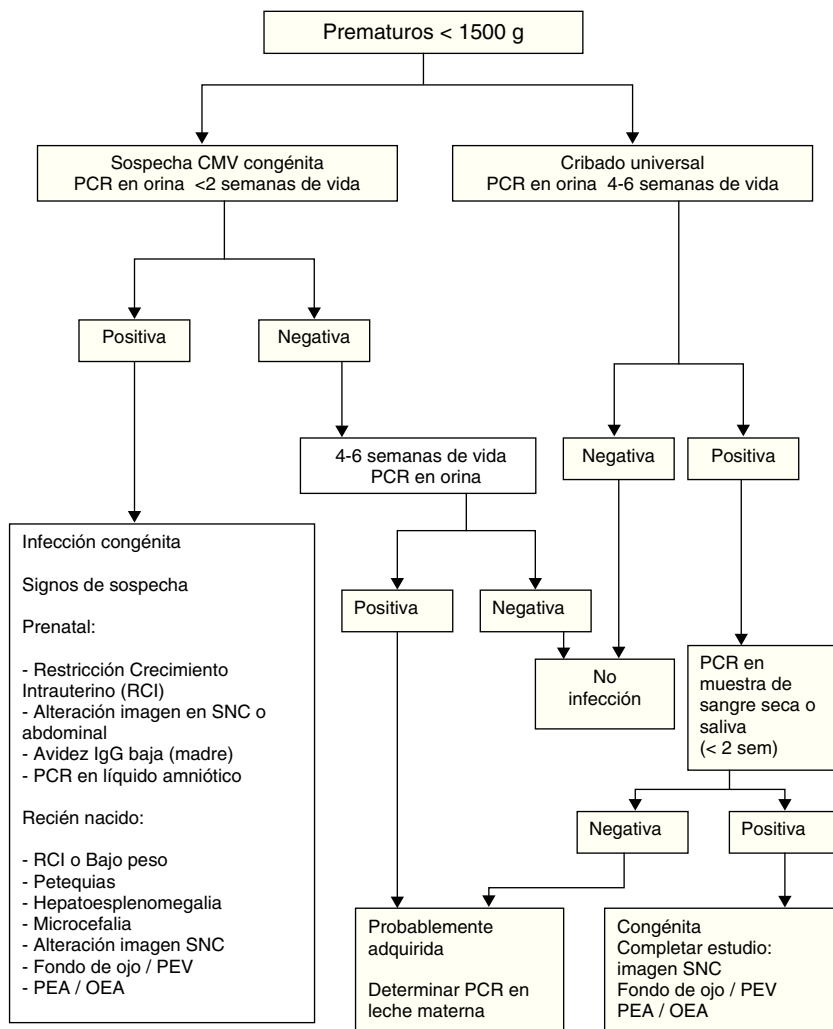 Prematuros < 1500 g
Sospecha CMV congénita
PCR en orina <2 semanas de vida
Cribado universal
PCR en orina 4-6 semanas de vida
Positiva
Negativa
4-6 semanas de vida
PCR en orina
Negativa
Positiva
Infección congénita
Signos de sospecha
Prenatal:
- Restricción Crecimiento
Intrauterino (RCI)
- Alteración imagen en SNC o
abdominal
- Avidez IgG baja (madre)
- PCR en líquido amniótico
Recién nacido:
- RCI o Bajo peso
- Petequias
- Hepatoesplenomegalia
- Microcefalia
- Alteración imagen SNC
- Fondo de ojo / PEV
- PEA / OEA
Positiva
Negativa
No
infección
PCR en
muestra de
sangre seca o
saliva
(< 2 sem)
Negativa
Positiva
Probablemente
adquirida
Determinar PCR en
leche materna
Congénita
Completar estudio:
imagen SNC
Fondo de ojo / PEV
PEA / OEA